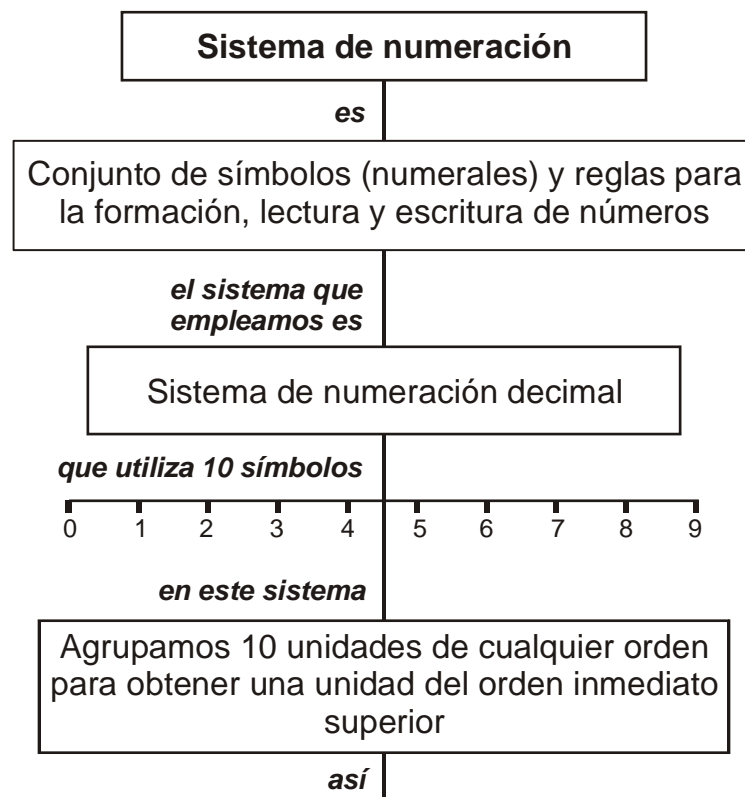 Sistema de numeración
es
Conjunto de símbolos (numerales) y reglas para
la formación, lectura y escritura de números
el sistema que
empleamos es
Sistema de numeración decimal
que utiliza 10 símbolos
0 1 2 3 4 5 6 7 8 9
en este sistema
Agrupamos 10 unidades de cualquier orden
para obtener una unidad del orden inmediato
superior
así